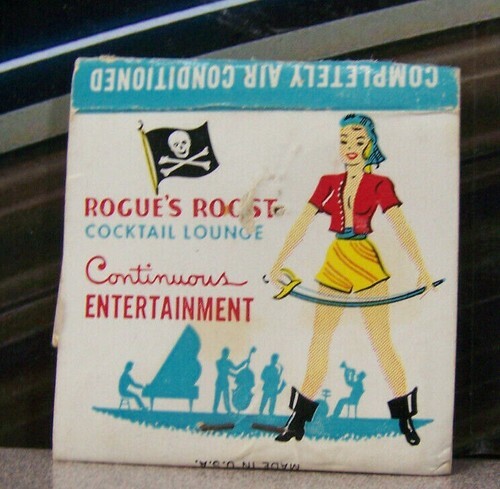 COMPLETELY AIR CONDITIONED
ROGUE'S ROOST
COCKTAIL LOUNGE
Continuous
ENTERTAINMENT
MADE IN U.S.A.